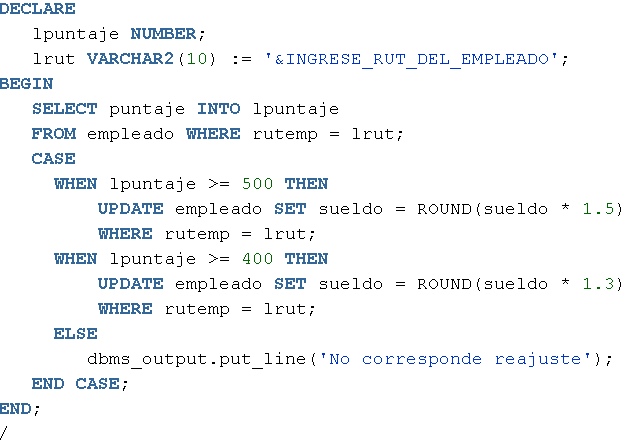 DECLARE
lpuntaje NUMBER;
lrut VARCHAR2(10) := '&INGRESE_RUT_DEL_EMPLEADO';
BEGIN
SELECT puntaje INTO lpuntaje
FROM empleado WHERE rutemp = lrut;
CASE
WHEN lpuntaje >= 500 THEN
UPDATE empleado SET sueldo = ROUND(sueldo * 1.5)
WHERE rutemp = lrut;
WHEN lpuntaje >= 400 THEN
UPDATE empleado SET sueldo = ROUND(sueldo * 1.3)
WHERE rutemp = lrut;
ELSE
dbms_output.put_line('No corresponde reajuste');
END CASE;
END;
/